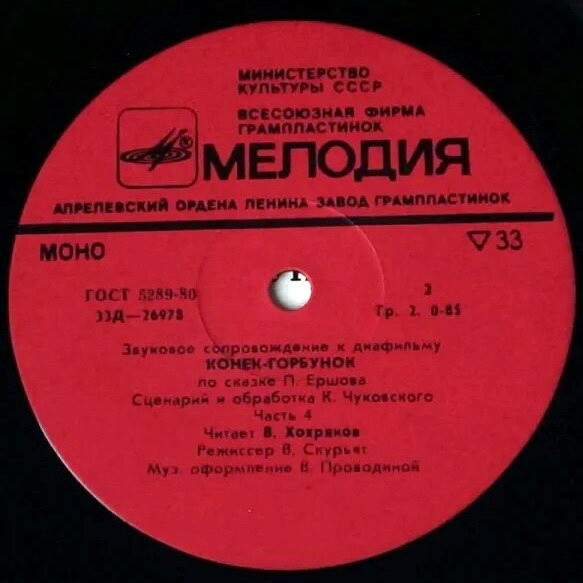 МИНИСТЕРСТВО
КУЛЬТУРЫ СССР
ВСЕСОЮЗНАЯ ФИРМА
ГРАМПЛАСТИНОК
МЕЛОДИЯ
АПРЕЛЕВСКИЙ ОРДЕНА ЛЕНИНА ЗАВОД ГРАМПЛАСТИНОК
МОНО
33
ГОСТ 5289-80
33Д—26978
2
Гр. 2. 0-85
Звуковое сопровождение к диафильму
КОНЕК-ГОРБУНОК
по сказке П. Ершова
Сценарий и обработка К. Чуковского
Часть 4
Читает В. Хохряков
Режиссер В. Скурьят
Муз. оформление В. Проводиной